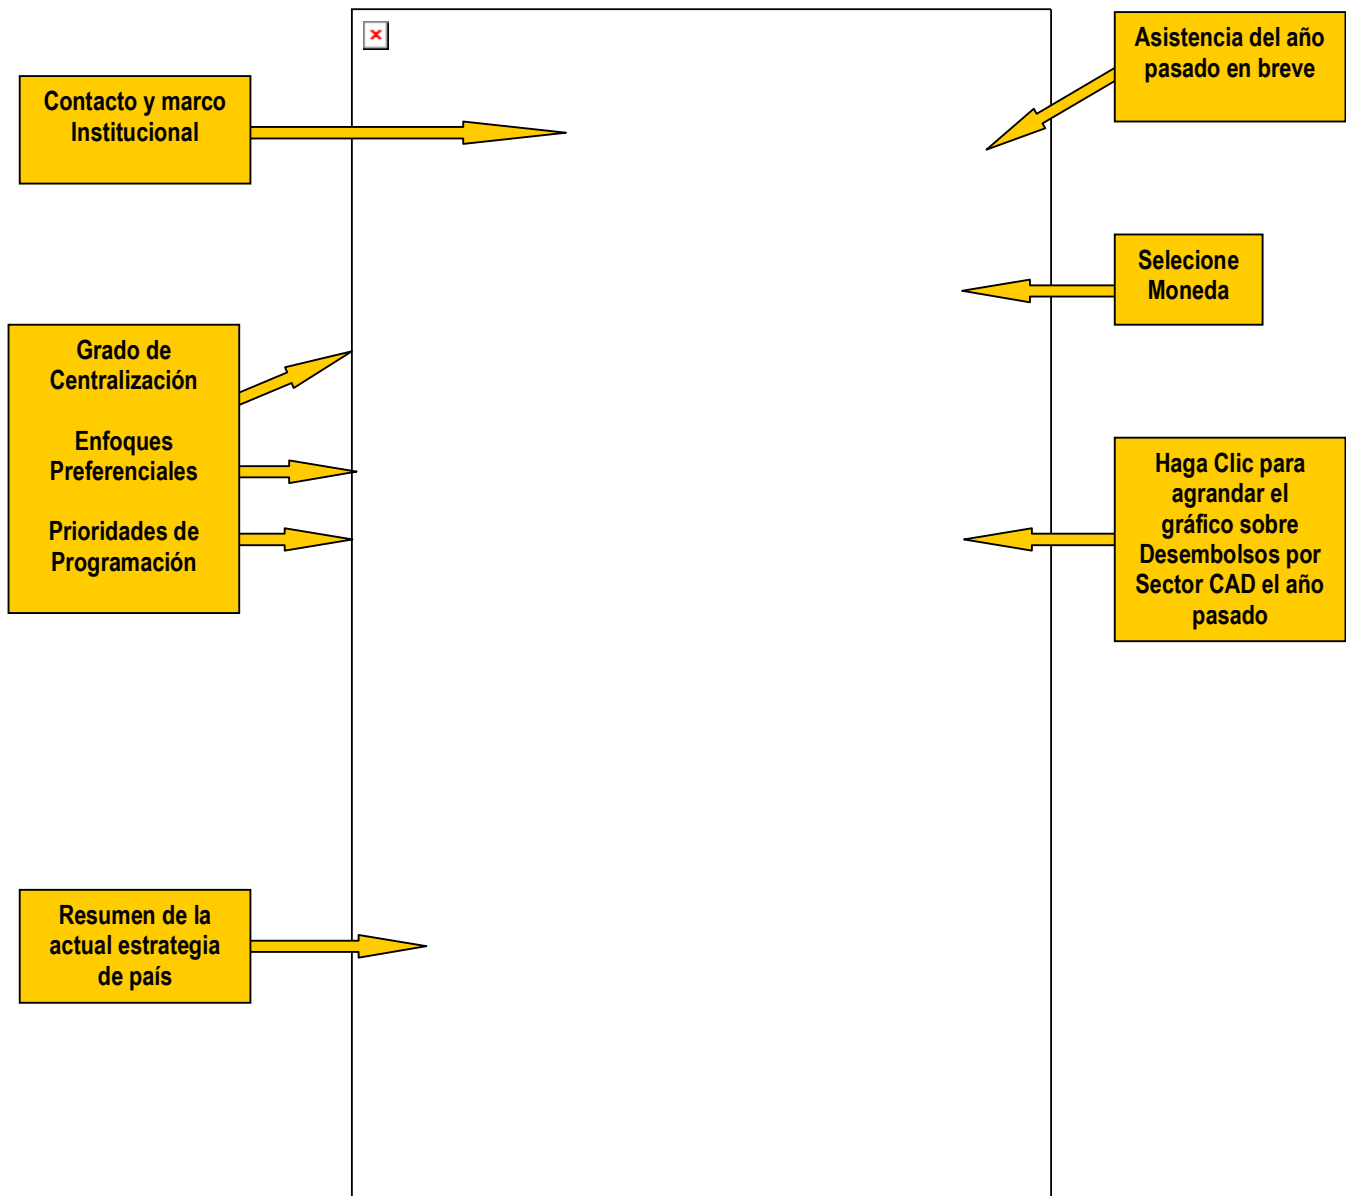 Contacto y marco
Institucional
Asistencia del año
pasado en breve
Selecione
Moneda
Grado de
Centralización
Enfoques
Preferenciales
Prioridades de
Programación
Haga Clic para
agrandar el
gráfico sobre
Desembolsos por
Sector CAD el año
pasado
Resumen de la
actual estrategia
de país